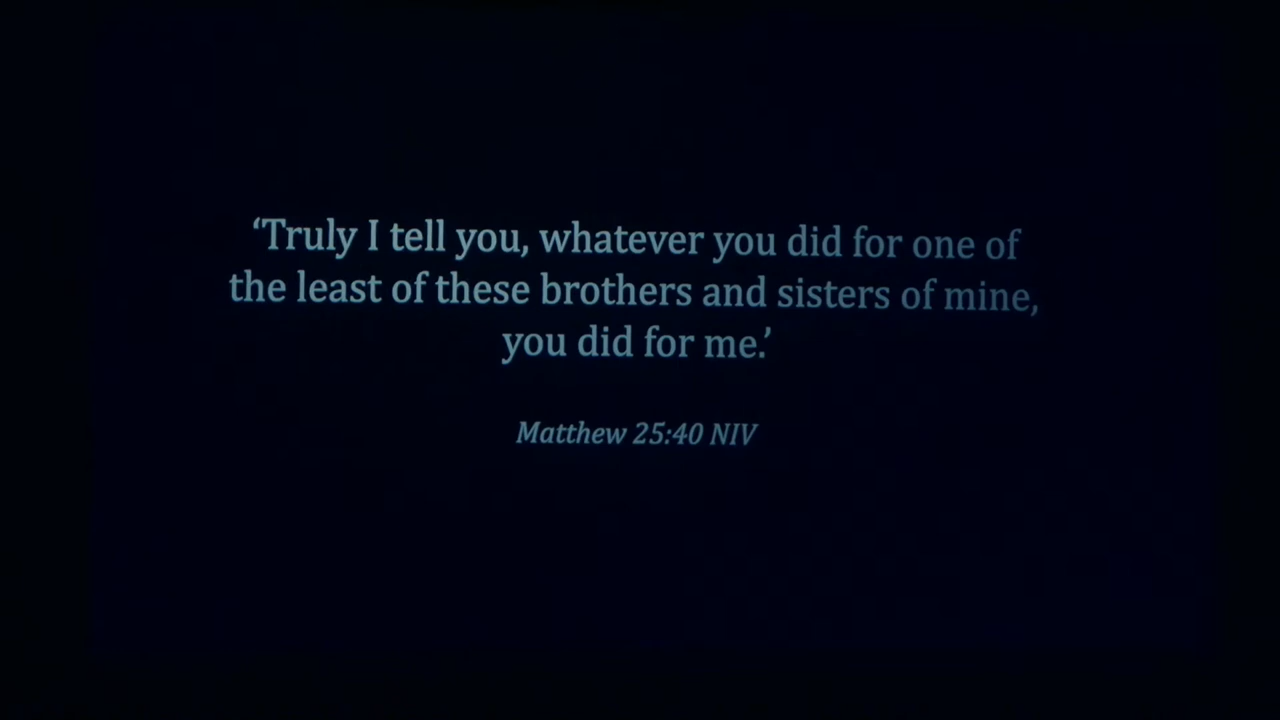 ‘Truly I tell you, whatever you did for one of
the least of these brothers and sisters of mine,
you did for me.’
Matthew 25:40 NIV